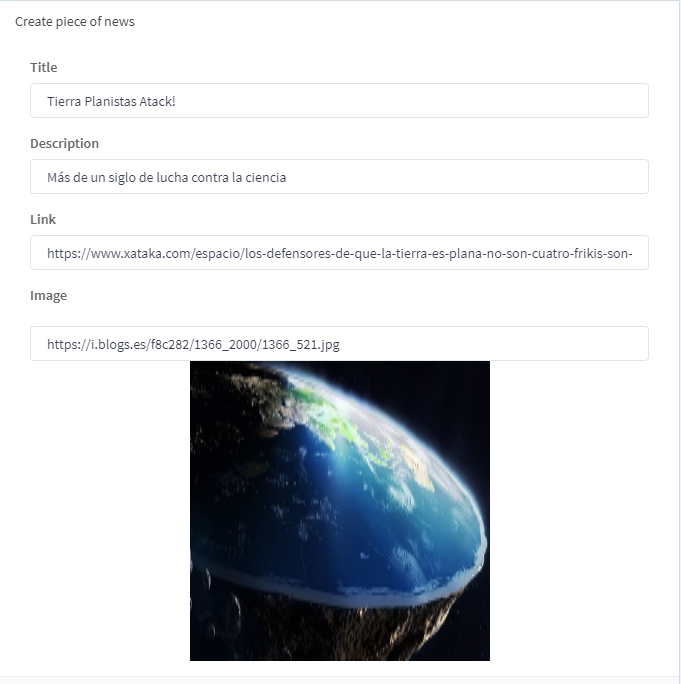 Create piece of news
Title
Tierra Planistas Atack!
Description
Más de un siglo de lucha contra la ciencia
Link
https://www.xataka.com/espacio/los-defensores-de-que-la-tierra-es-plana-no-son-cuatro-frikis-son-
Image
https://i.blogs.es/f8c282/1366_2000/1366_521.jpg